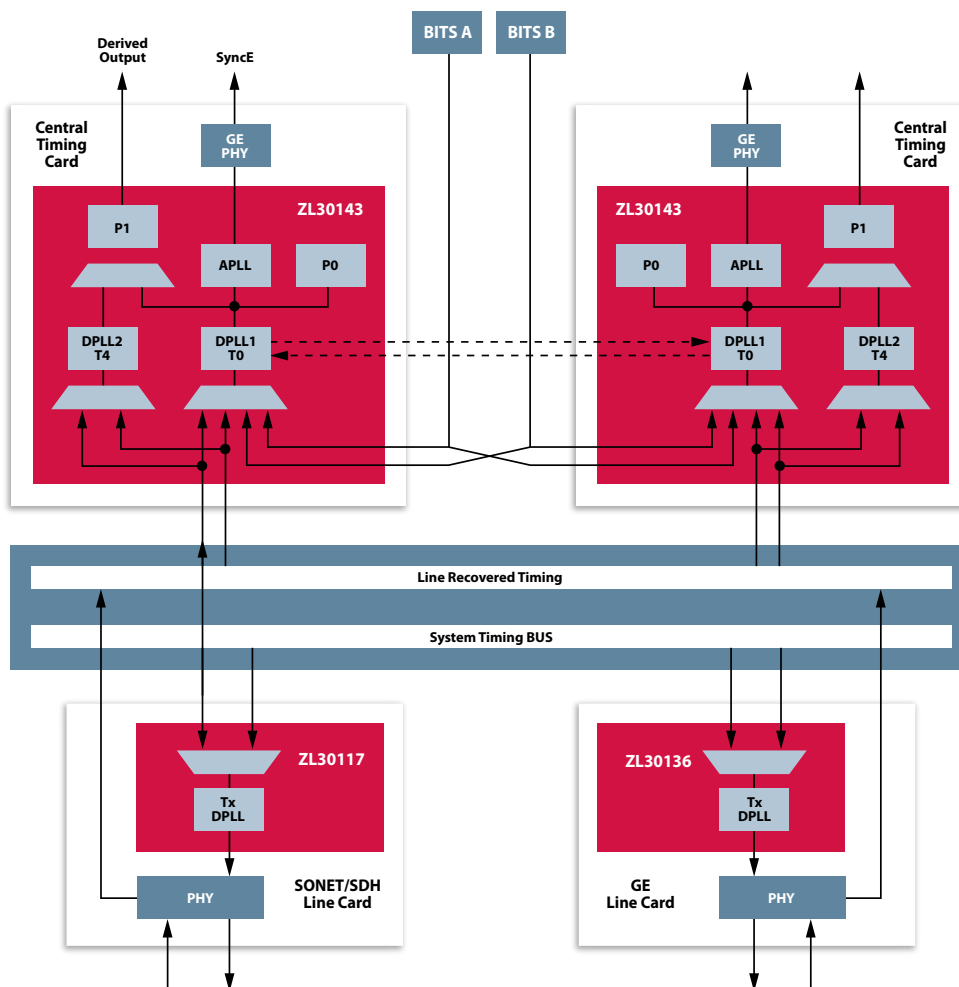 BITS A
BITS B
Derived
Output
SyncE
Central
Timing
Card
GE
PHY
GE
PHY
Central
Timing
Card
ZL30143
ZL30143
P1
P1
APLL
P0
P0
APLL
DPLL2
T4
DPLL1
T0
DPLL1
T0
DPLL2
T4
Line Recovered Timing
System Timing BUS
ZL30117
ZL30136
Tx
DPLL
Tx
DPLL
PHY
SONET/SDH
Line Card
GE
Line Card
PHY